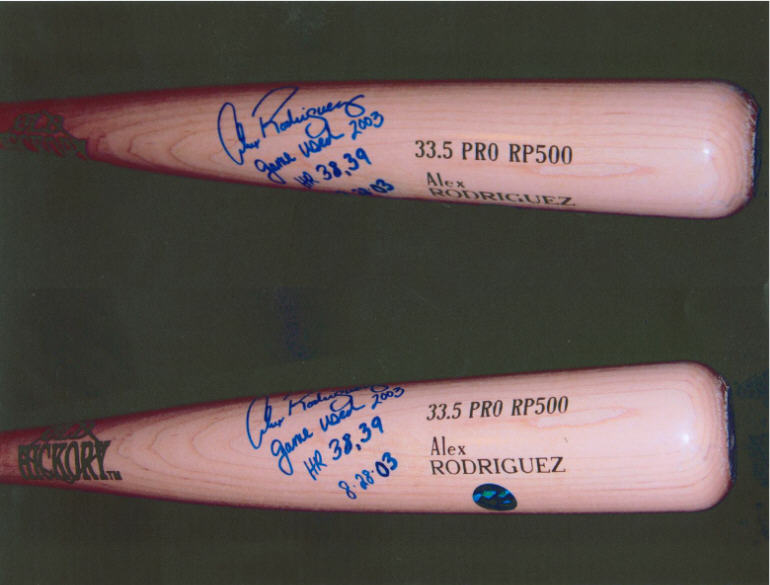 Alex Rodriguez
game used 2003
HR 38,39
33.5 PRO RP500
Alex
RODRIGUEZ
HICKORY™
Alex Rodriguez
game used 2003
HR 38,39
8-28-03
33.5 PRO RP500
Alex
RODRIGUEZ